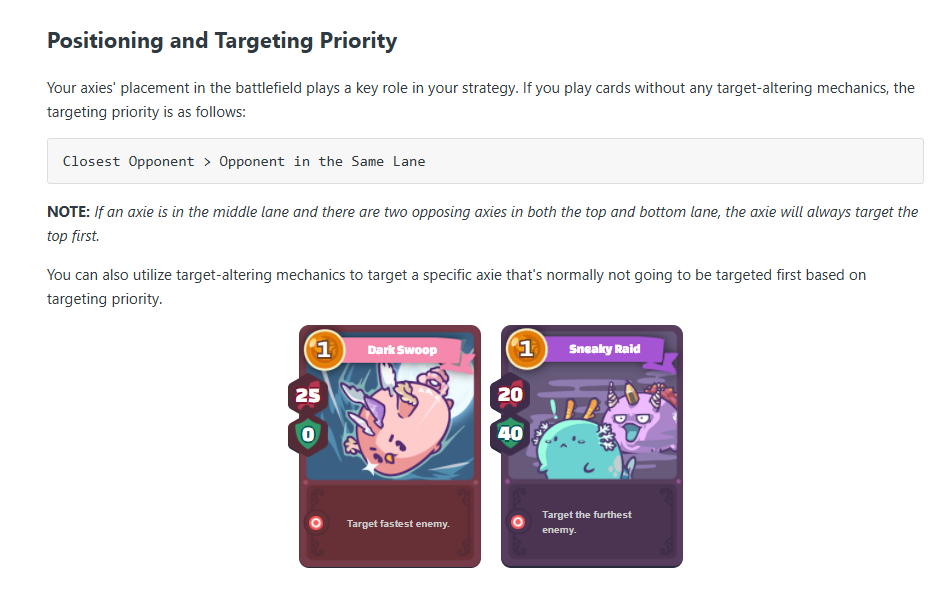 Positioning and Targeting Priority
Your axies' placement in the battlefield plays a key role in your strategy. If you play cards without any target-altering mechanics, the
targeting priority is as follows:
Closest Opponent > Opponent in the Same Lane
NOTE: If an axie is in the middle lane and there are two opposing axies in both the top and bottom lane, the axie will always target the
top first.
You can also utilize target-altering mechanics to target a specific axie that's normally not going to be targeted first based on
targeting priority.
1
Dark Swoop
25
0
Target fastest enemy.
1
Sneaky Raid
20
40
Target the furthest
enemy.